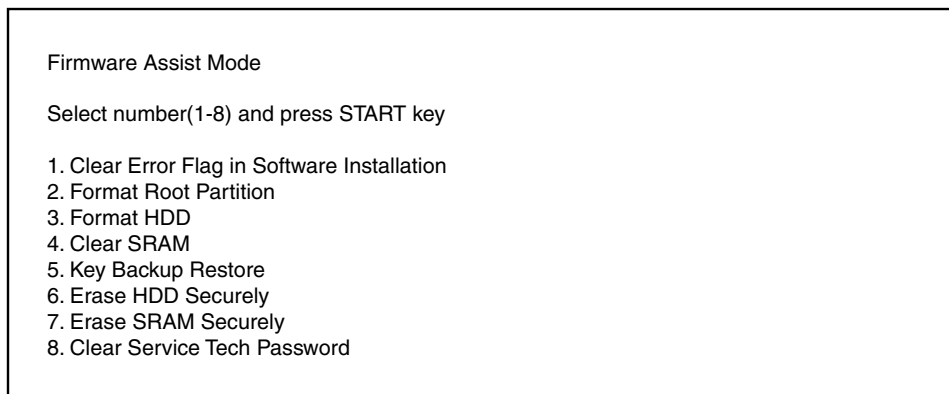 Firmware Assist Mode
Select number(1-8) and press START key
1. Clear Error Flag in Software Installation
2. Format Root Partition
3. Format HDD
4. Clear SRAM
5. Key Backup Restore
6. Erase HDD Securely
7. Erase SRAM Securely
8. Clear Service Tech Password